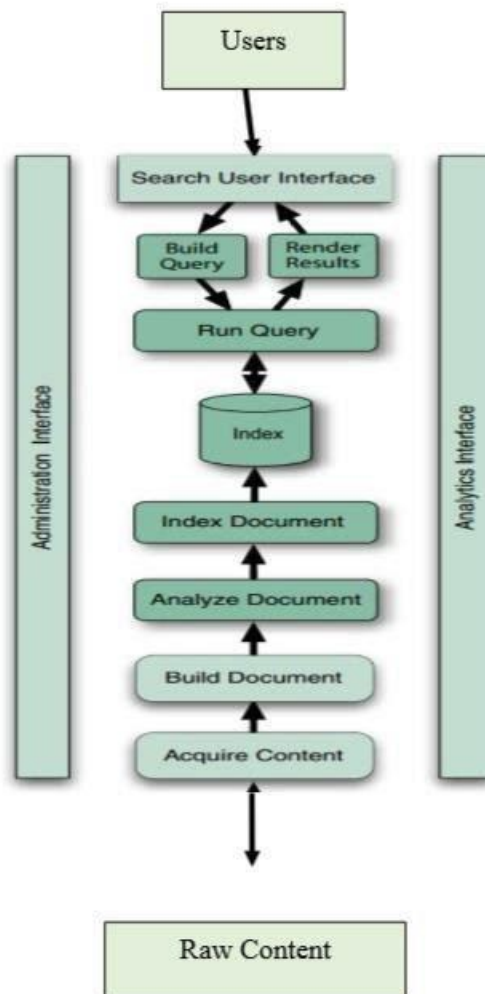 Users
Search User Interface
Build
Query
Render
Results
Run Query
Index
Index Document
Analyze Document
Build Document
Acquire Content
Raw Content
Administration Interface
Analytics Interface